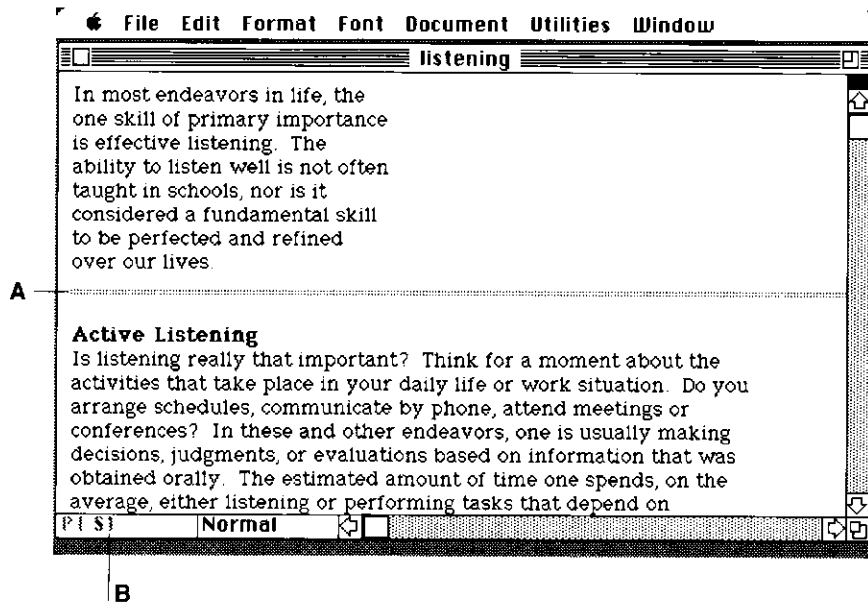 File Edit Format Font Document Utilities Window
listening
In most endeavors in life, the
one skill of primary importance
is effective listening. The
ability to listen well is not often
taught in schools, nor is it
considered a fundamental skill
to be perfected and refined
over our lives.
A
Active Listening
Is listening really that important? Think for a moment about the
activities that take place in your daily life or work situation. Do you
arrange schedules, communicate by phone, attend meetings or
conferences? In these and other endeavors, one is usually making
decisions, judgments, or evaluations based on information that was
obtained orally. The estimated amount of time one spends, on the
average, either listening or performing tasks that depend on
Normal
B